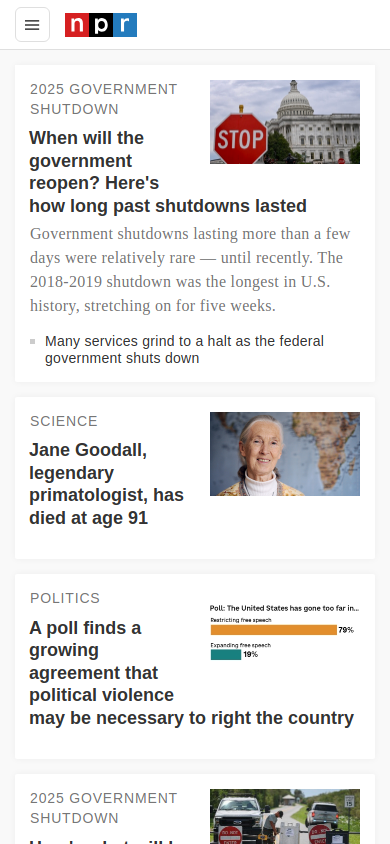 npr
2025 GOVERNMENT
SHUTDOWN
When will the
government
reopen? Here's
how long past shutdowns lasted
STOP
Government shutdowns lasting more than a few
days were relatively rare — until recently. The
2018-2019 shutdown was the longest in U.S.
history, stretching on for five weeks.
Many services grind to a halt as the federal
government shuts down
SCIENCE
Jane Goodall,
legendary
primatologist, has
died at age 91
POLITICS
A poll finds a
growing
agreement that
political violence
may be necessary to right the country
Poll: The United States has gone too far in...
Restricting free speech
79%
Expanding free speech
19%
2025 GOVERNMENT
SHUTDOWN